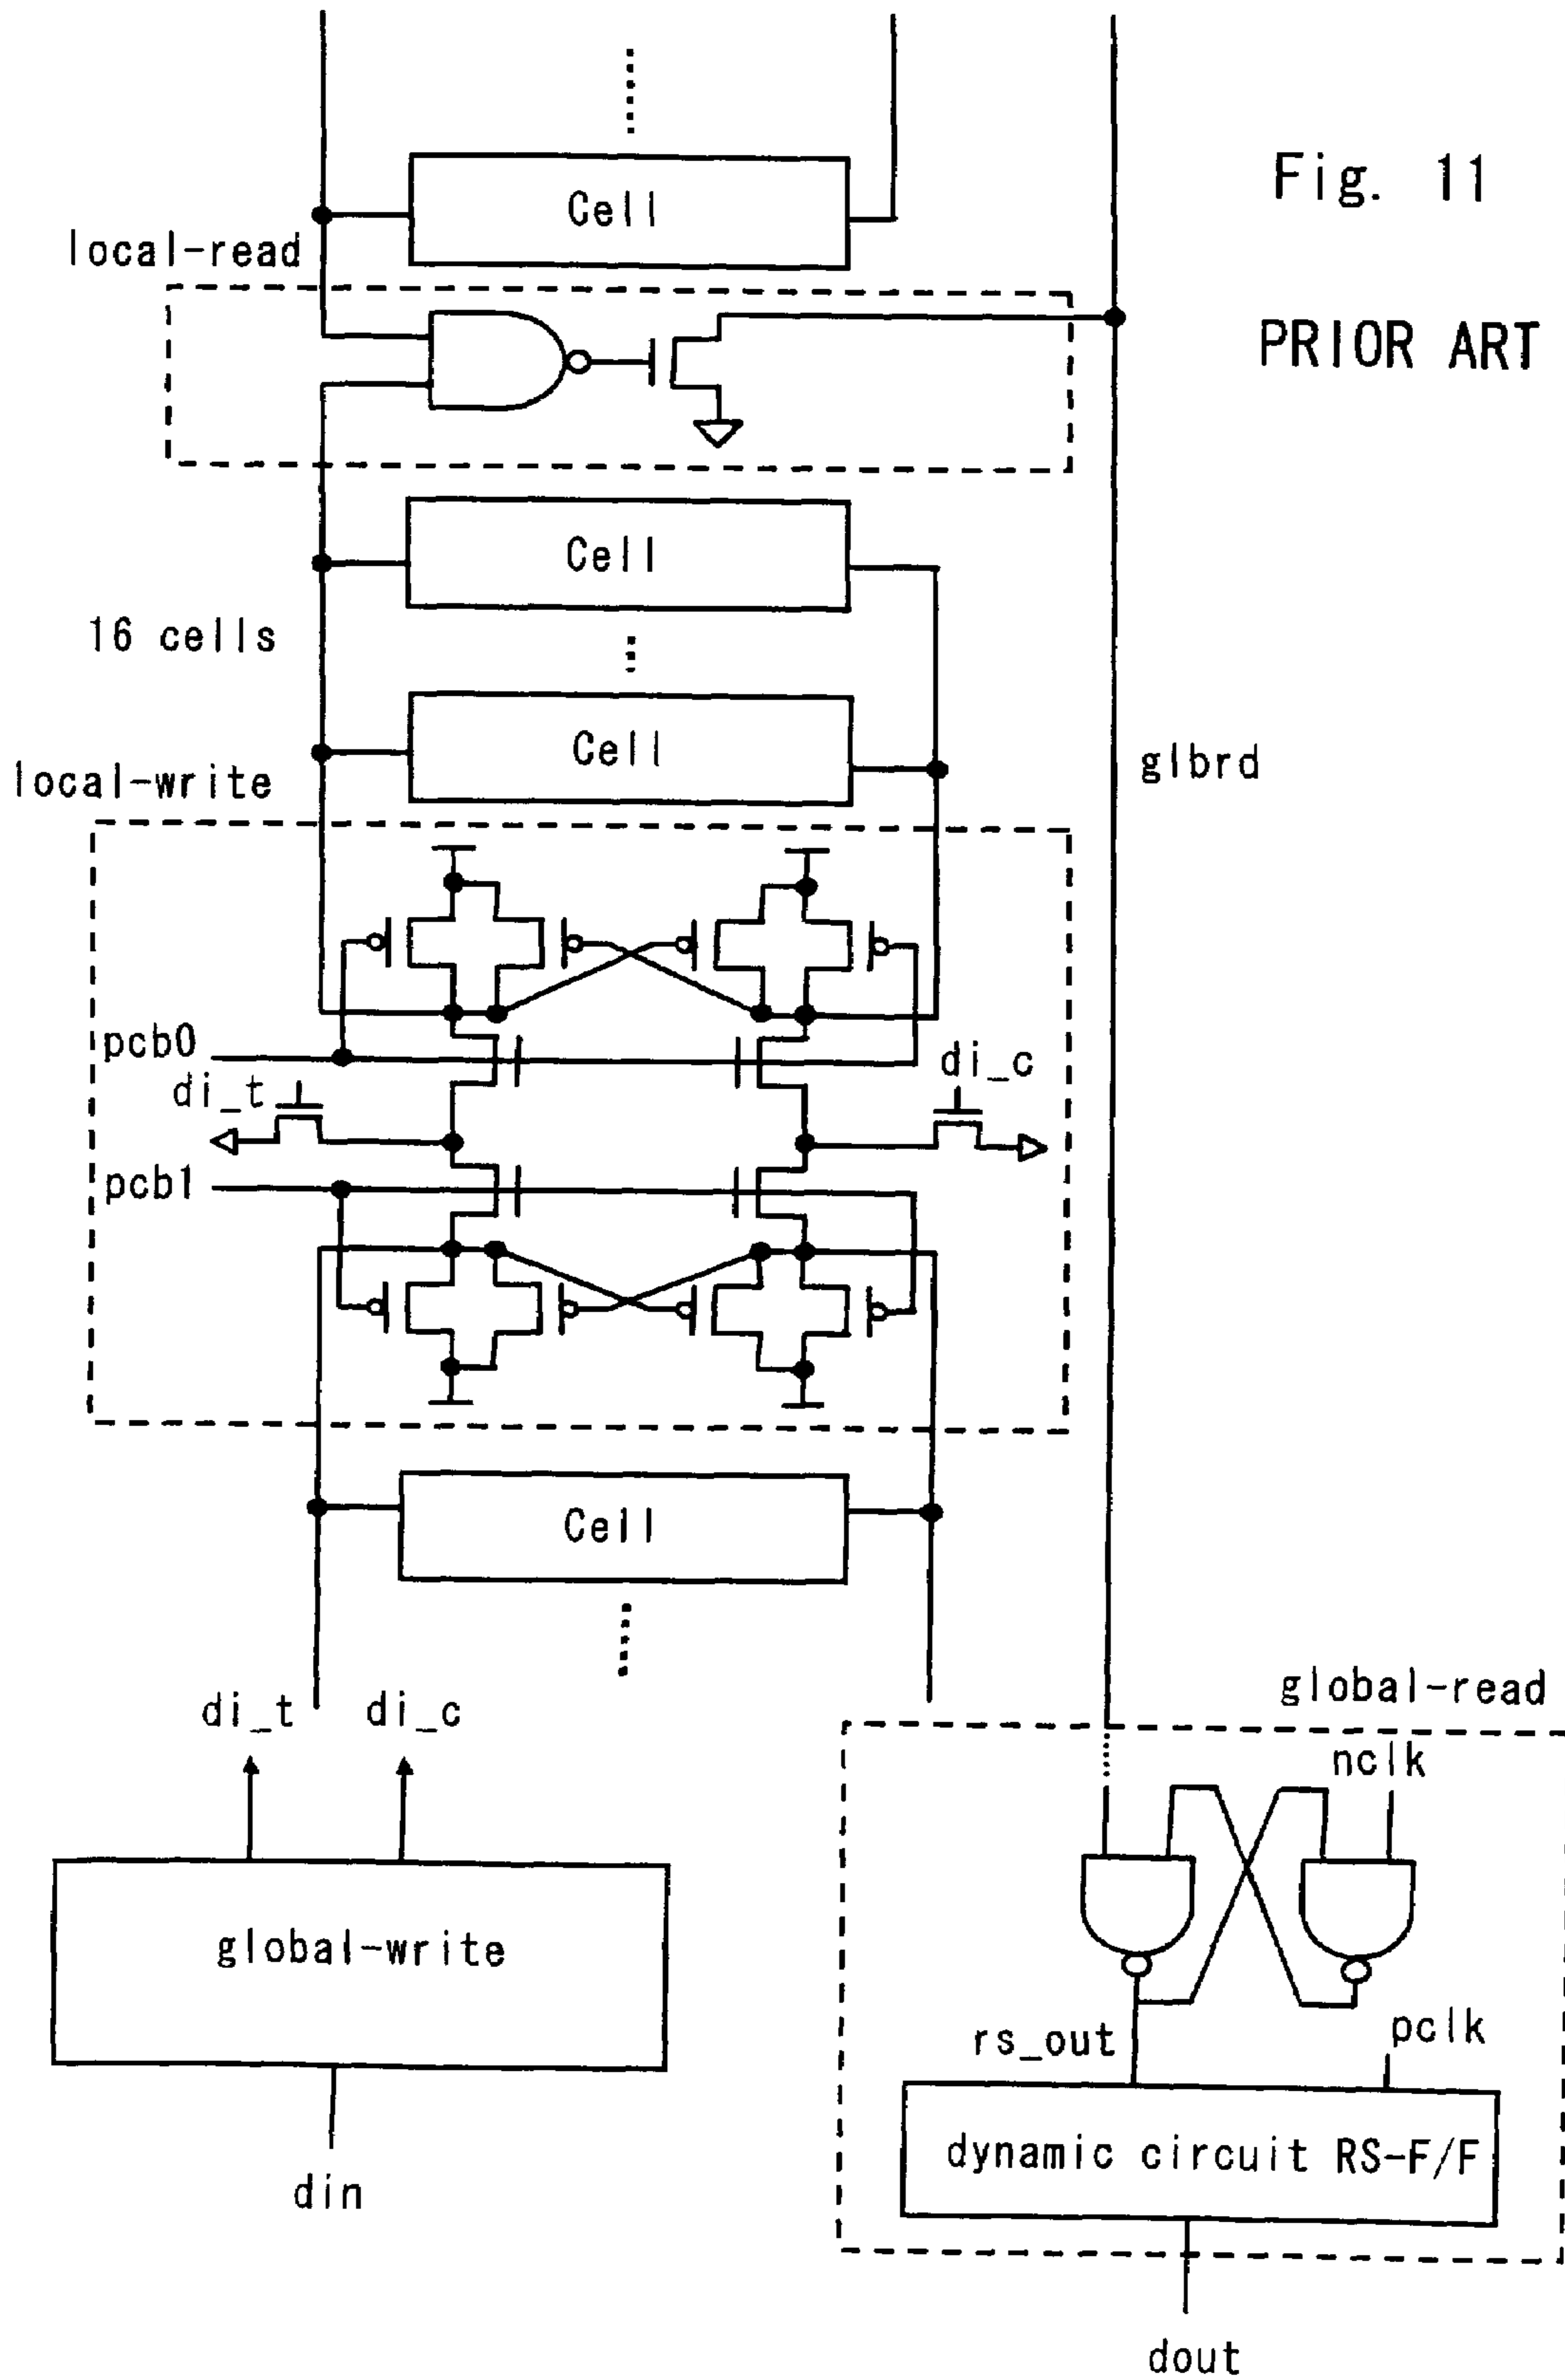 Fig. 11
PRIOR ART
Cell
local-read
Cell
16 cells
Cell
local-write
glbrd
pcb0
di_t
di_c
pcb1
Cell
di_t
di_c
global-write
din
global-read
nclk
rs_out
pclk
dynamic circuit RS-F/F
dout